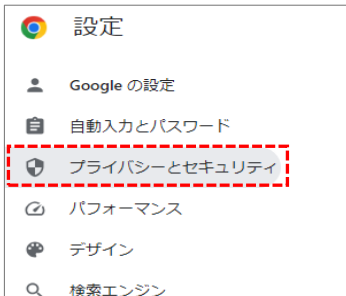 設定
Google の設定
自動入力とパスワード
プライバシーとセキュリティ
パフォーマンス
デザイン
検索エンジン